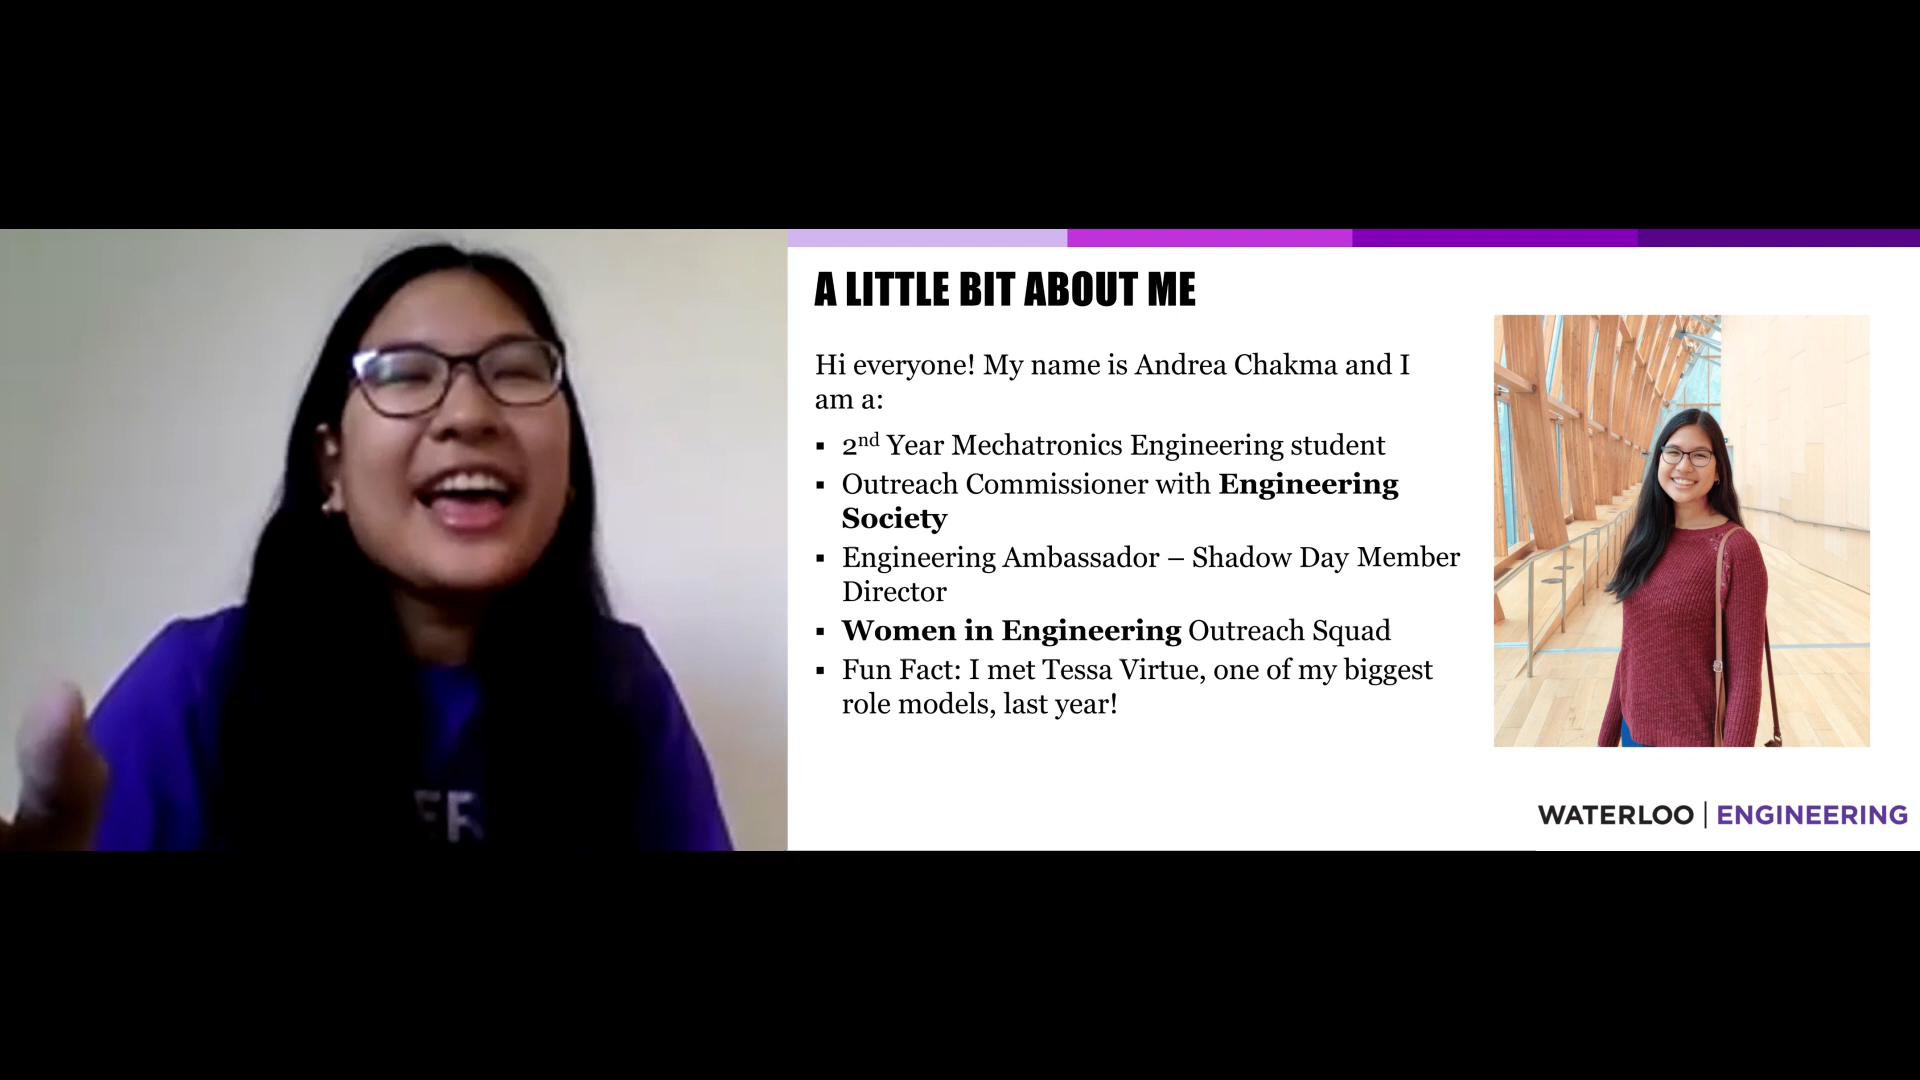 A LITTLE BIT ABOUT ME
Hi everyone! My name is Andrea Chakma and I
am a:
▪ 2nd Year Mechatronics Engineering student
▪ Outreach Commissioner with Engineering
Society
▪ Engineering Ambassador – Shadow Day Member
Director
▪ Women in Engineering Outreach Squad
▪ Fun Fact: I met Tessa Virtue, one of my biggest
role models, last year!
WATERLOO | ENGINEERING